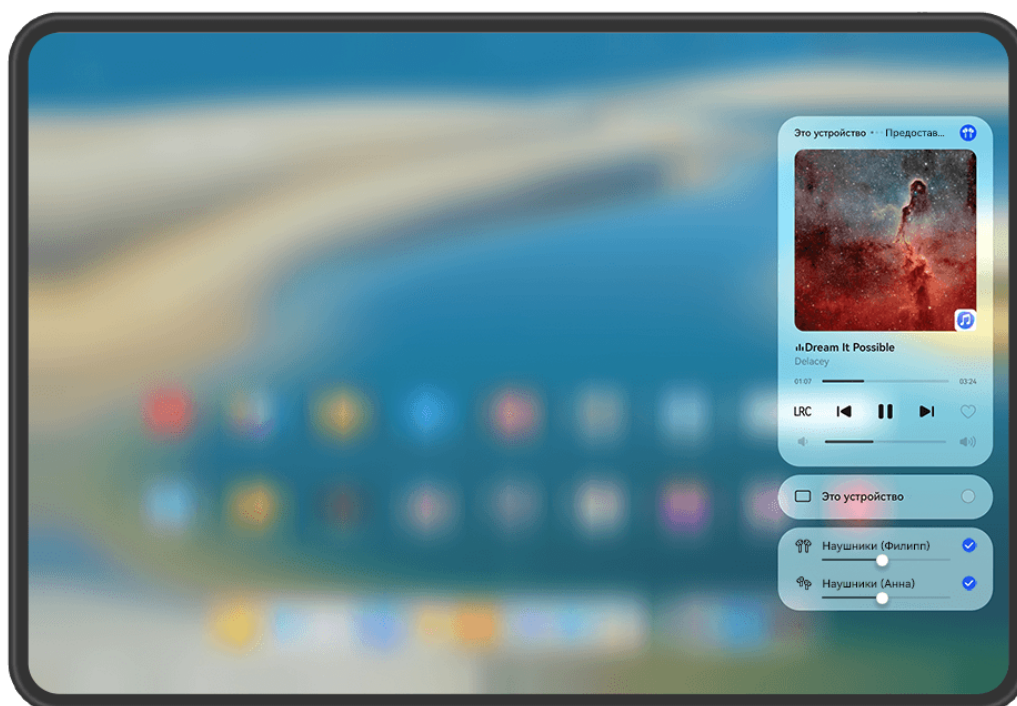 Это устройство ··· Предостав...
Dream It Possible
Delacey
01:07 03:24
LRC
Это устройство
Наушники (Филипп)
Наушники (Анна)